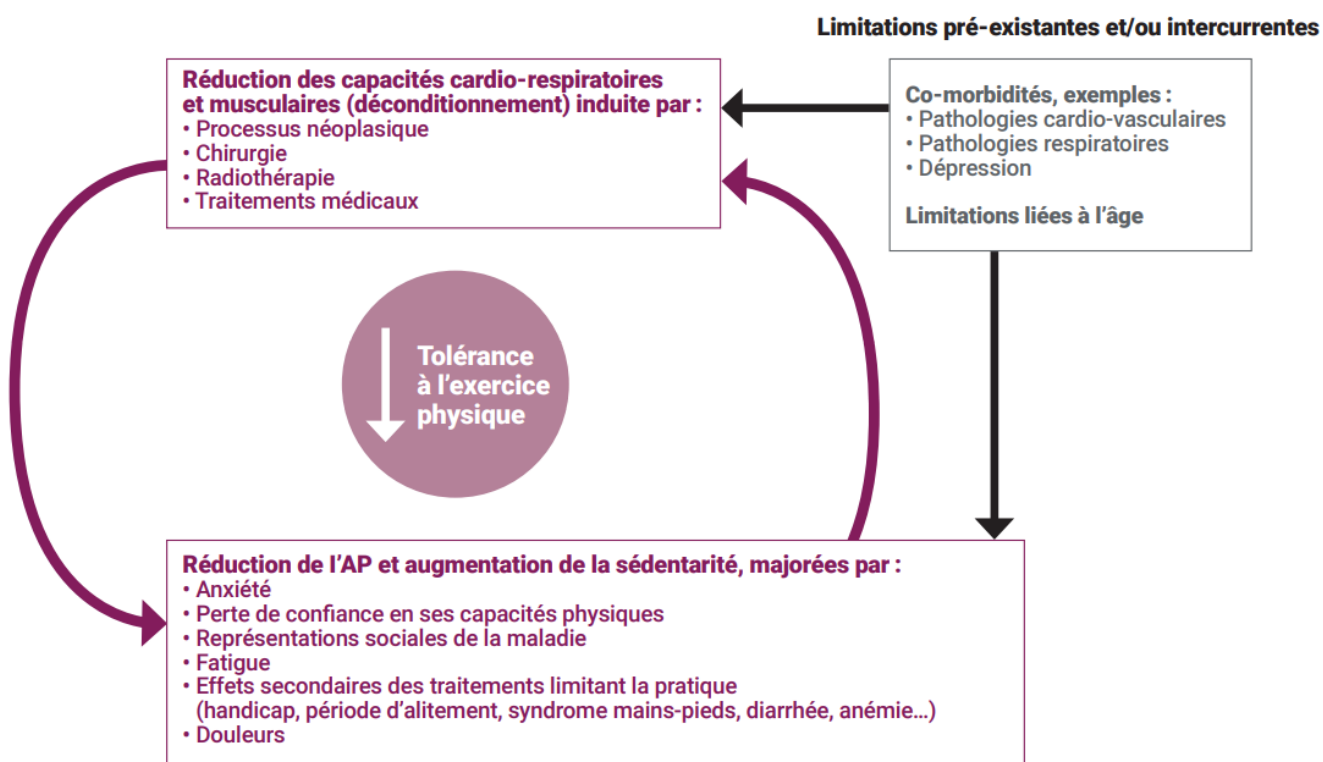 Limitations pré-existantes et/ou intercurrentes
Réduction des capacités cardio-respiratoires
et musculaires (déconditionnement) induite par :
• Processus néoplasique
• Chirurgie
• Radiothérapie
• Traitements médicaux
Co-morbidités, exemples :
• Pathologies cardio-vasculaires
• Pathologies respiratoires
• Dépression
Limitations liées à l’âge
Tolérance
à l’exercice
physique
Réduction de l’AP et augmentation de la sédentarité, majorées par :
• Anxiété
• Perte de confiance en ses capacités physiques
• Représentations sociales de la maladie
• Fatigue
• Effets secondaires des traitements limitant la pratique
(handicap, période d’alitement, syndrome mains-pieds, diarrhée, anémie…)
• Douleurs